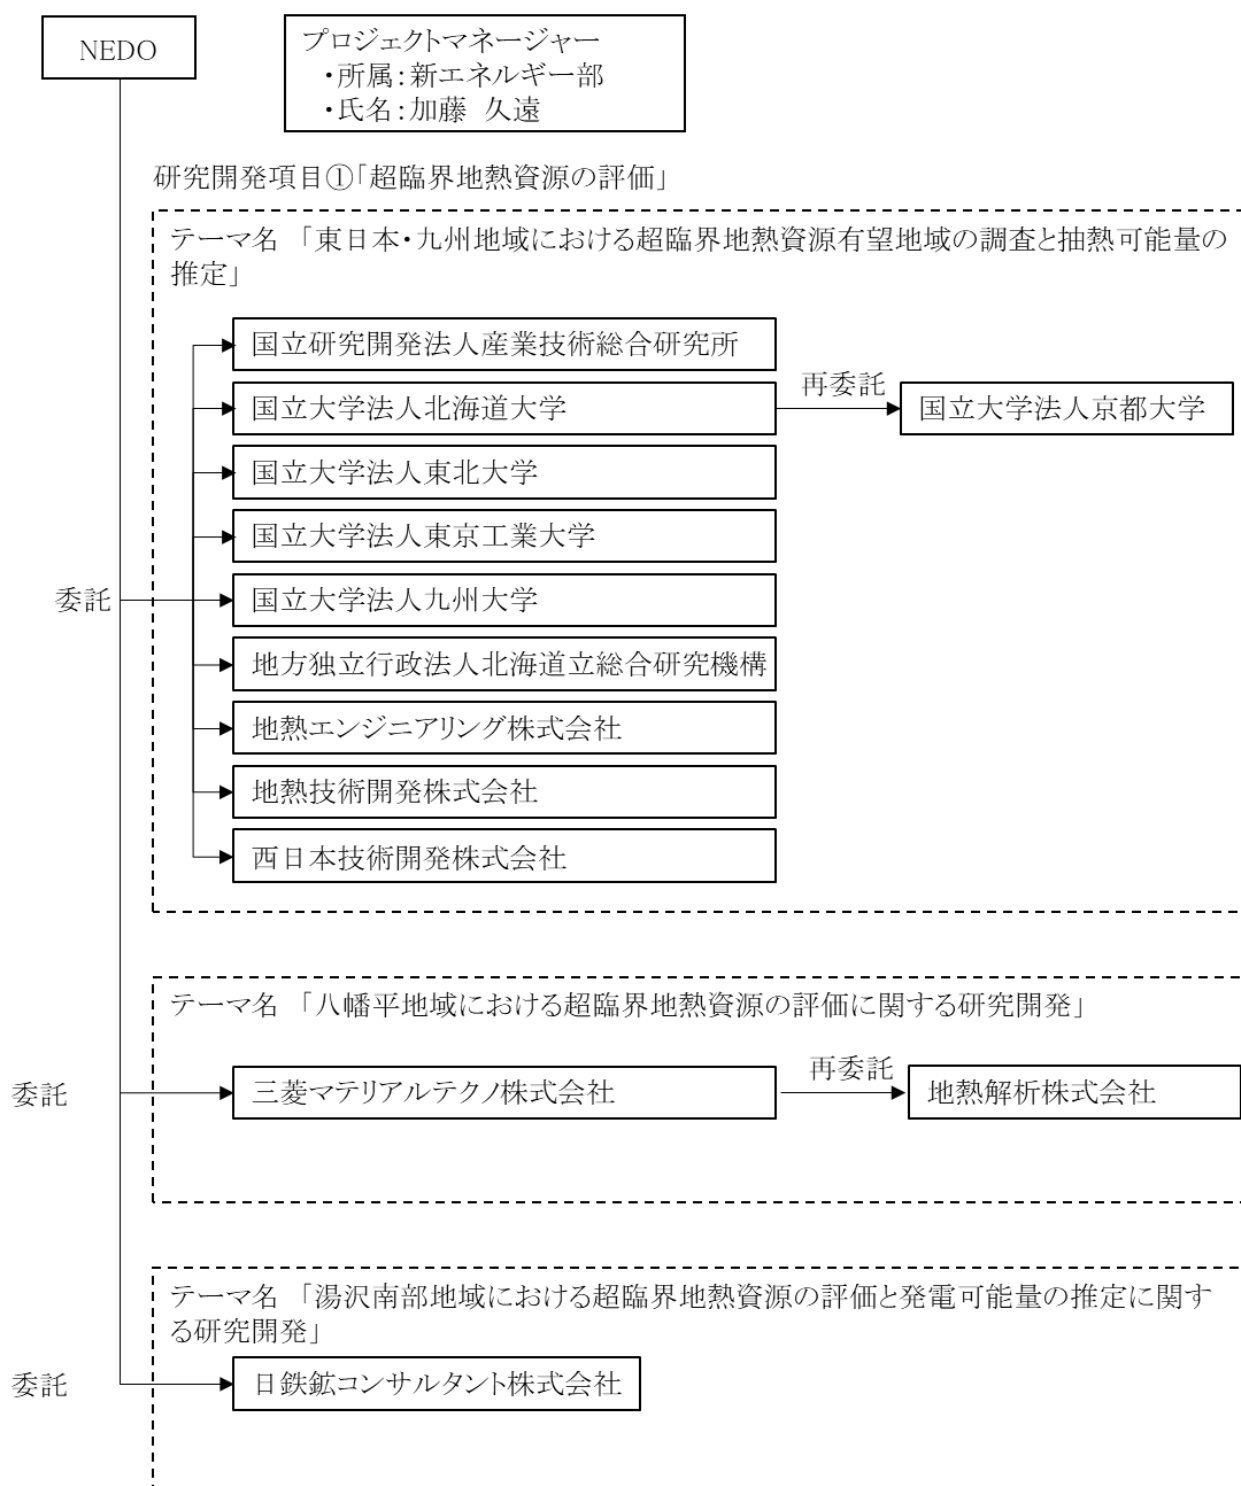 NEDO
プロジェクトマネージャー
・所属:新エネルギー部
・氏名:加藤 久遠
研究開発項目①「超臨界地熱資源の評価」
テーマ名 「東日本・九州地域における超臨界地熱資源有望地域の調査と抽熱可能量の
推定」
国立研究開発法人産業技術総合研究所
再委託
国立大学法人北海道大学
国立大学法人京都大学
国立大学法人東北大学
国立大学法人東京工業大学
委託
国立大学法人九州大学
地方独立行政法人北海道立総合研究機構
地熱エンジニアリング株式会社
地熱技術開発株式会社
西日本技術開発株式会社
テーマ名 「八幡平地域における超臨界地熱資源の評価に関する研究開発」
再委託
委託
三菱マテリアルテクノ株式会社
地熱解析株式会社
テーマ名 「湯沢南部地域における超臨界地熱資源の評価と発電可能量の推定に関す
る研究開発」
委託
日鉄鉱コンサルタント株式会社